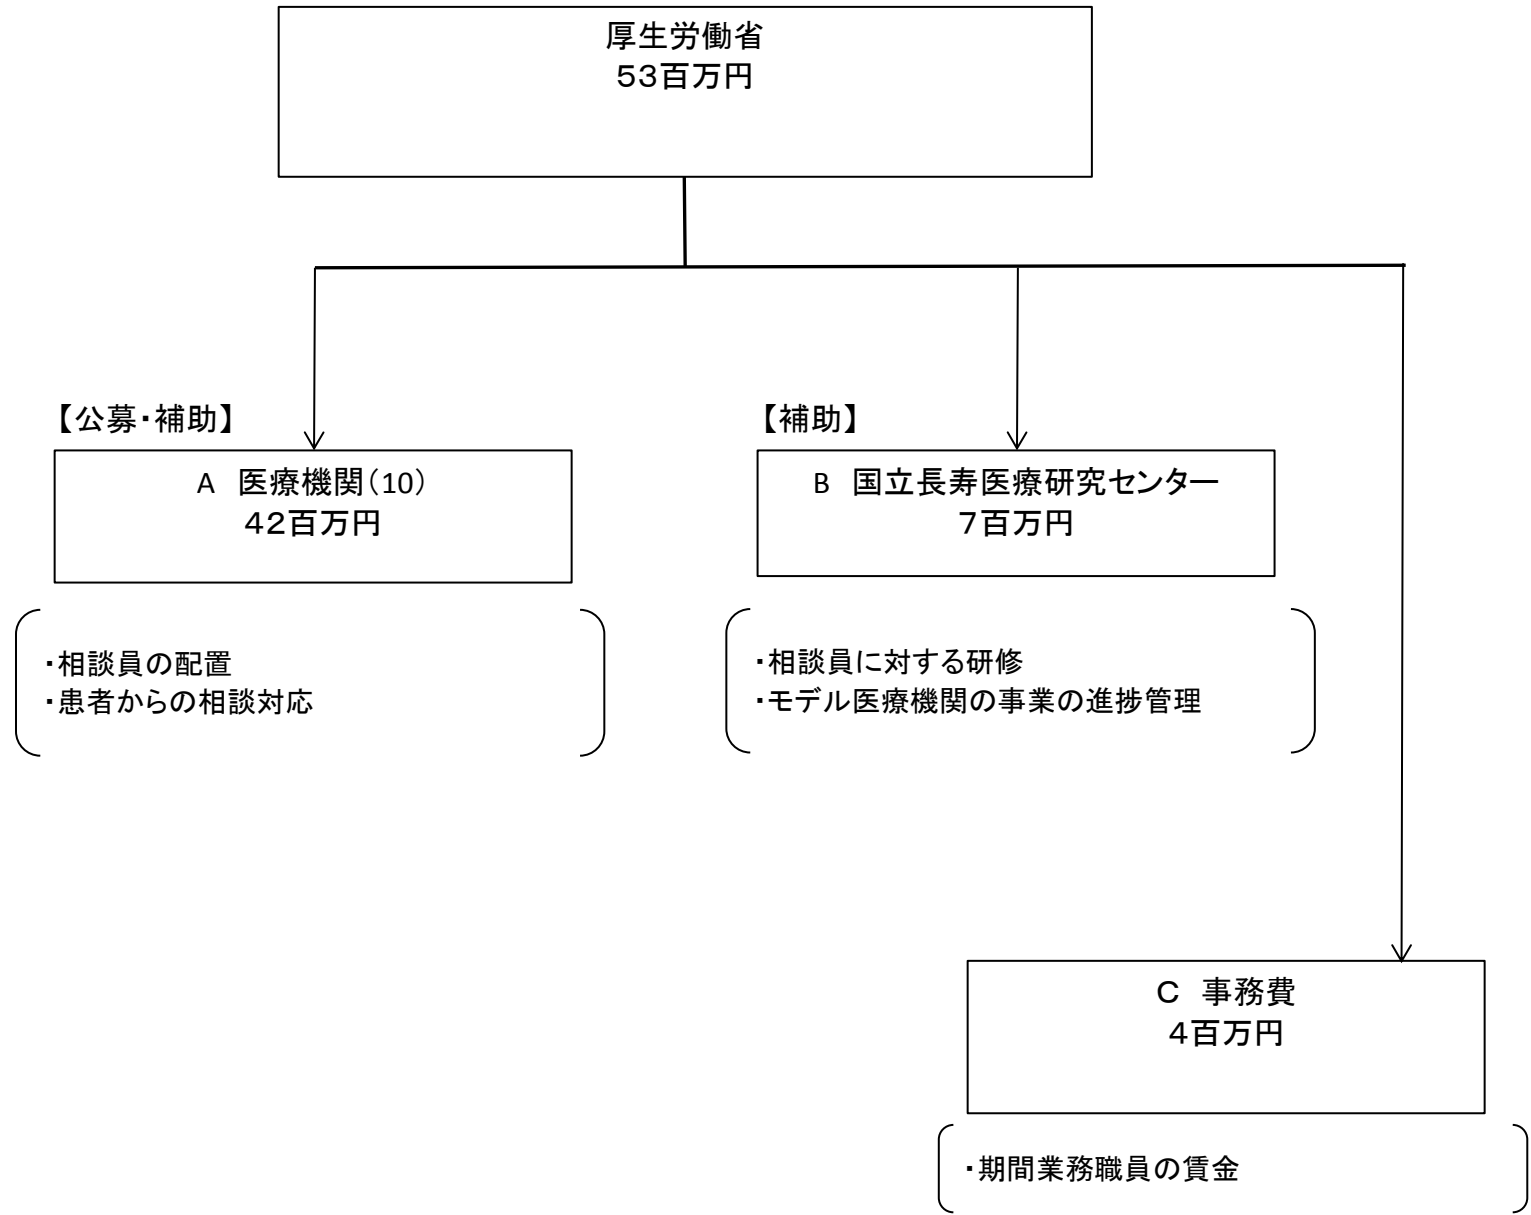 厚生労働省
53百万円
【公募・補助】
A　医療機関（10）
42百万円
・相談員の配置
・患者からの相談対応
【補助】
B　国立長寿医療研究センター
7百万円
・相談員に対する研修
・モデル医療機関の事業の進捗管理
C　事務費
4百万円
・期間業務職員の賃金